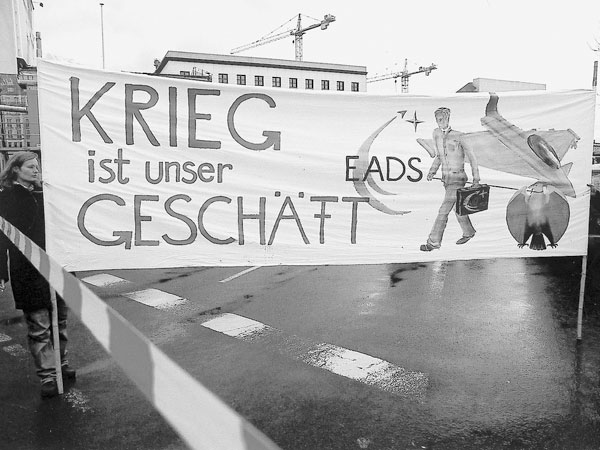 KRIEG
ist unser
GESCHÄFT
EADS